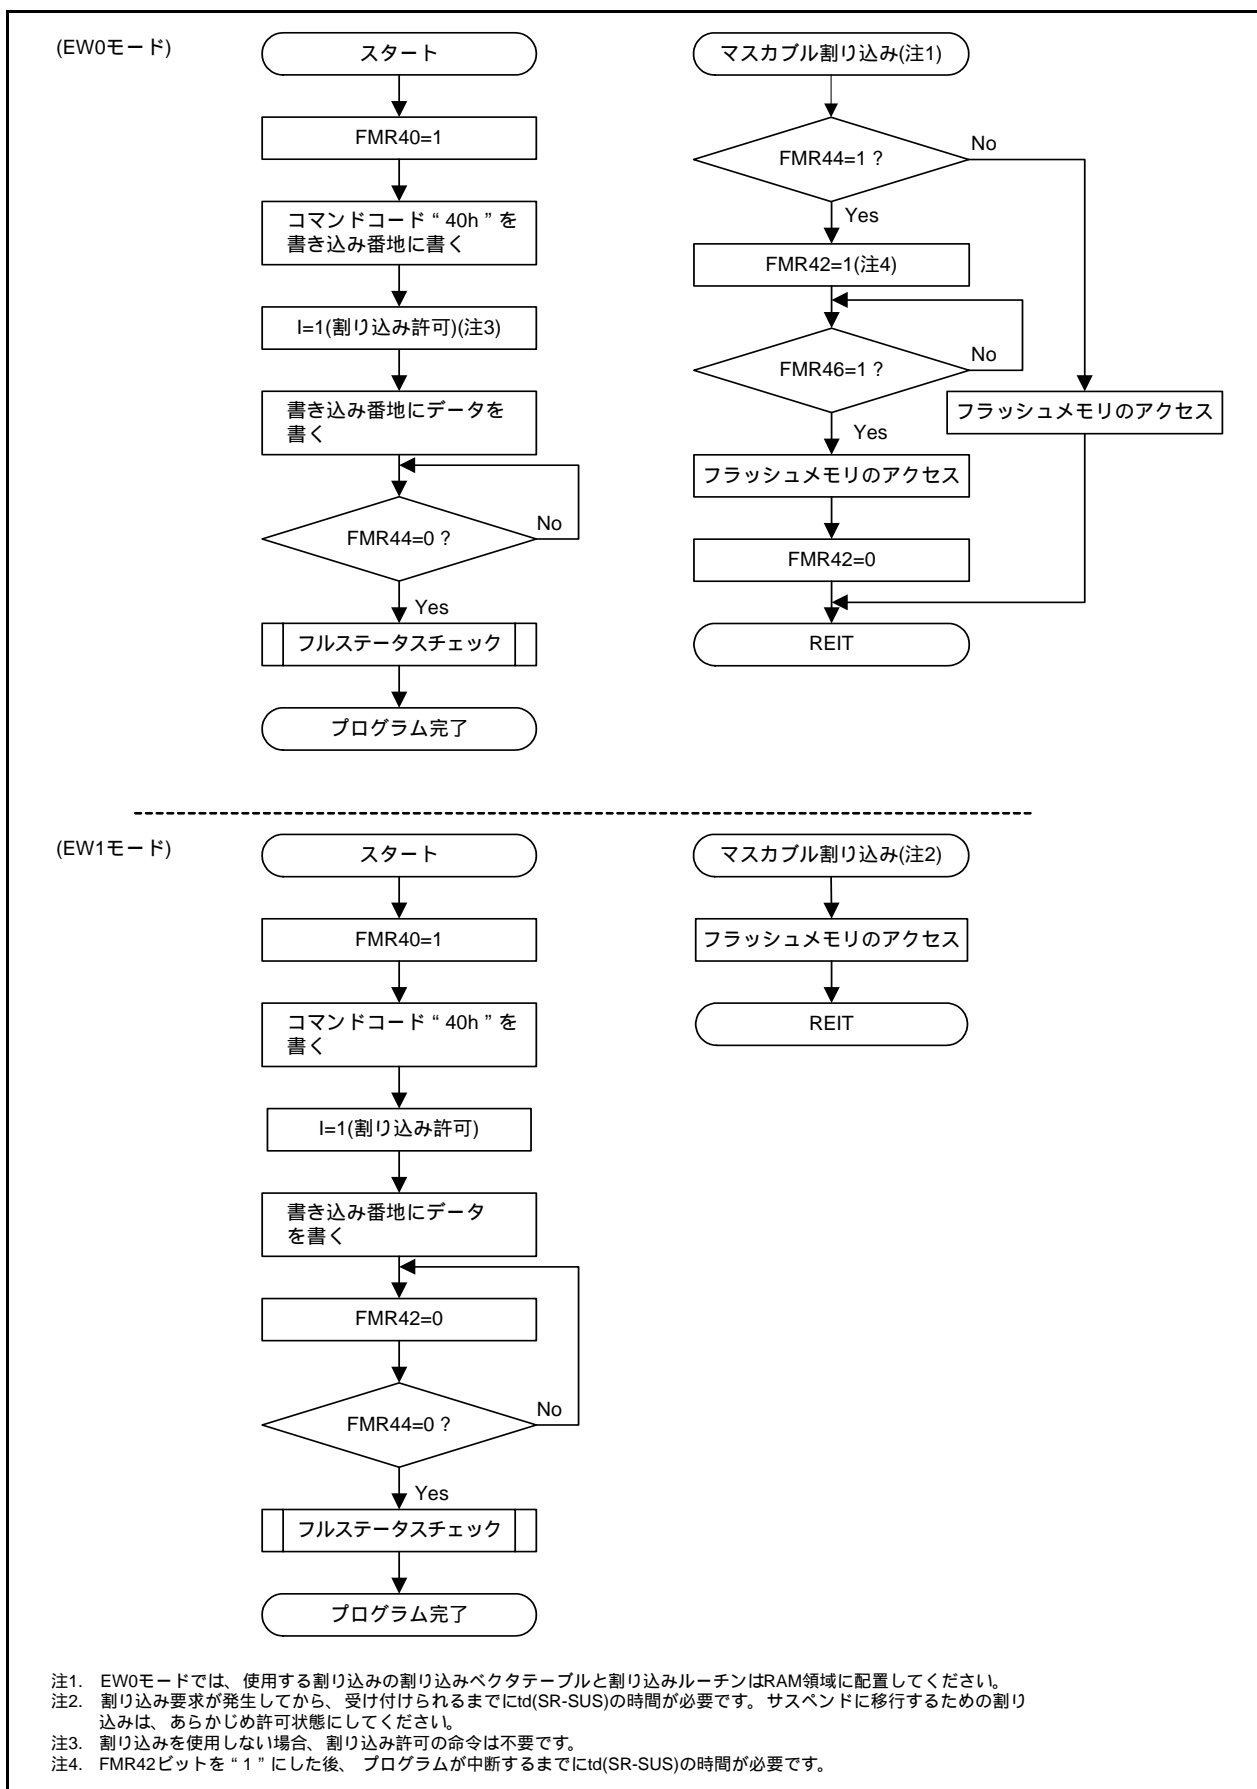 (EW0モード)
スタート
FMR40=1
コマンドコード“ 40h ” を
書き込み番地に書く
I=1(割り込み許可)(注3)
書き込み番地にデータを
書く
FMR44=0 ?
No
Yes
フルステータスチェック
プログラム完了
マスカブル割り込み(注1)
FMR44=1 ?
No
Yes
FMR42=1(注4)
FMR46=1 ?
No
Yes
フラッシュメモリのアクセス
フラッシュメモリのアクセス
FMR42=0
REIT
(EW1モード)
スタート
FMR40=1
コマンドコード“ 40h ” を
書く
I=1(割り込み許可)
書き込み番地にデータ
を書く
FMR42=0
FMR44=0 ?
No
Yes
フルステータスチェック
プログラム完了
マスカブル割り込み(注2)
フラッシュメモリのアクセス
REIT
注1. EW0モードでは、使用する割り込みの割り込みベクタテーブルと割り込みルーチンはRAM領域に配置してください。
注2. 割り込み要求が発生してから、受け付けられるまでにtd(SR-SUS)の時間が必要です。サスペンドに移行するための割り
込みは、あらかじめ許可状態にしてください。
注3. 割り込みを使用しない場合、割り込み許可の命令は不要です。
注4. FMR42ビットを“ 1 ” にした後、プログラムが中断するまでにtd(SR-SUS)の時間が必要です。